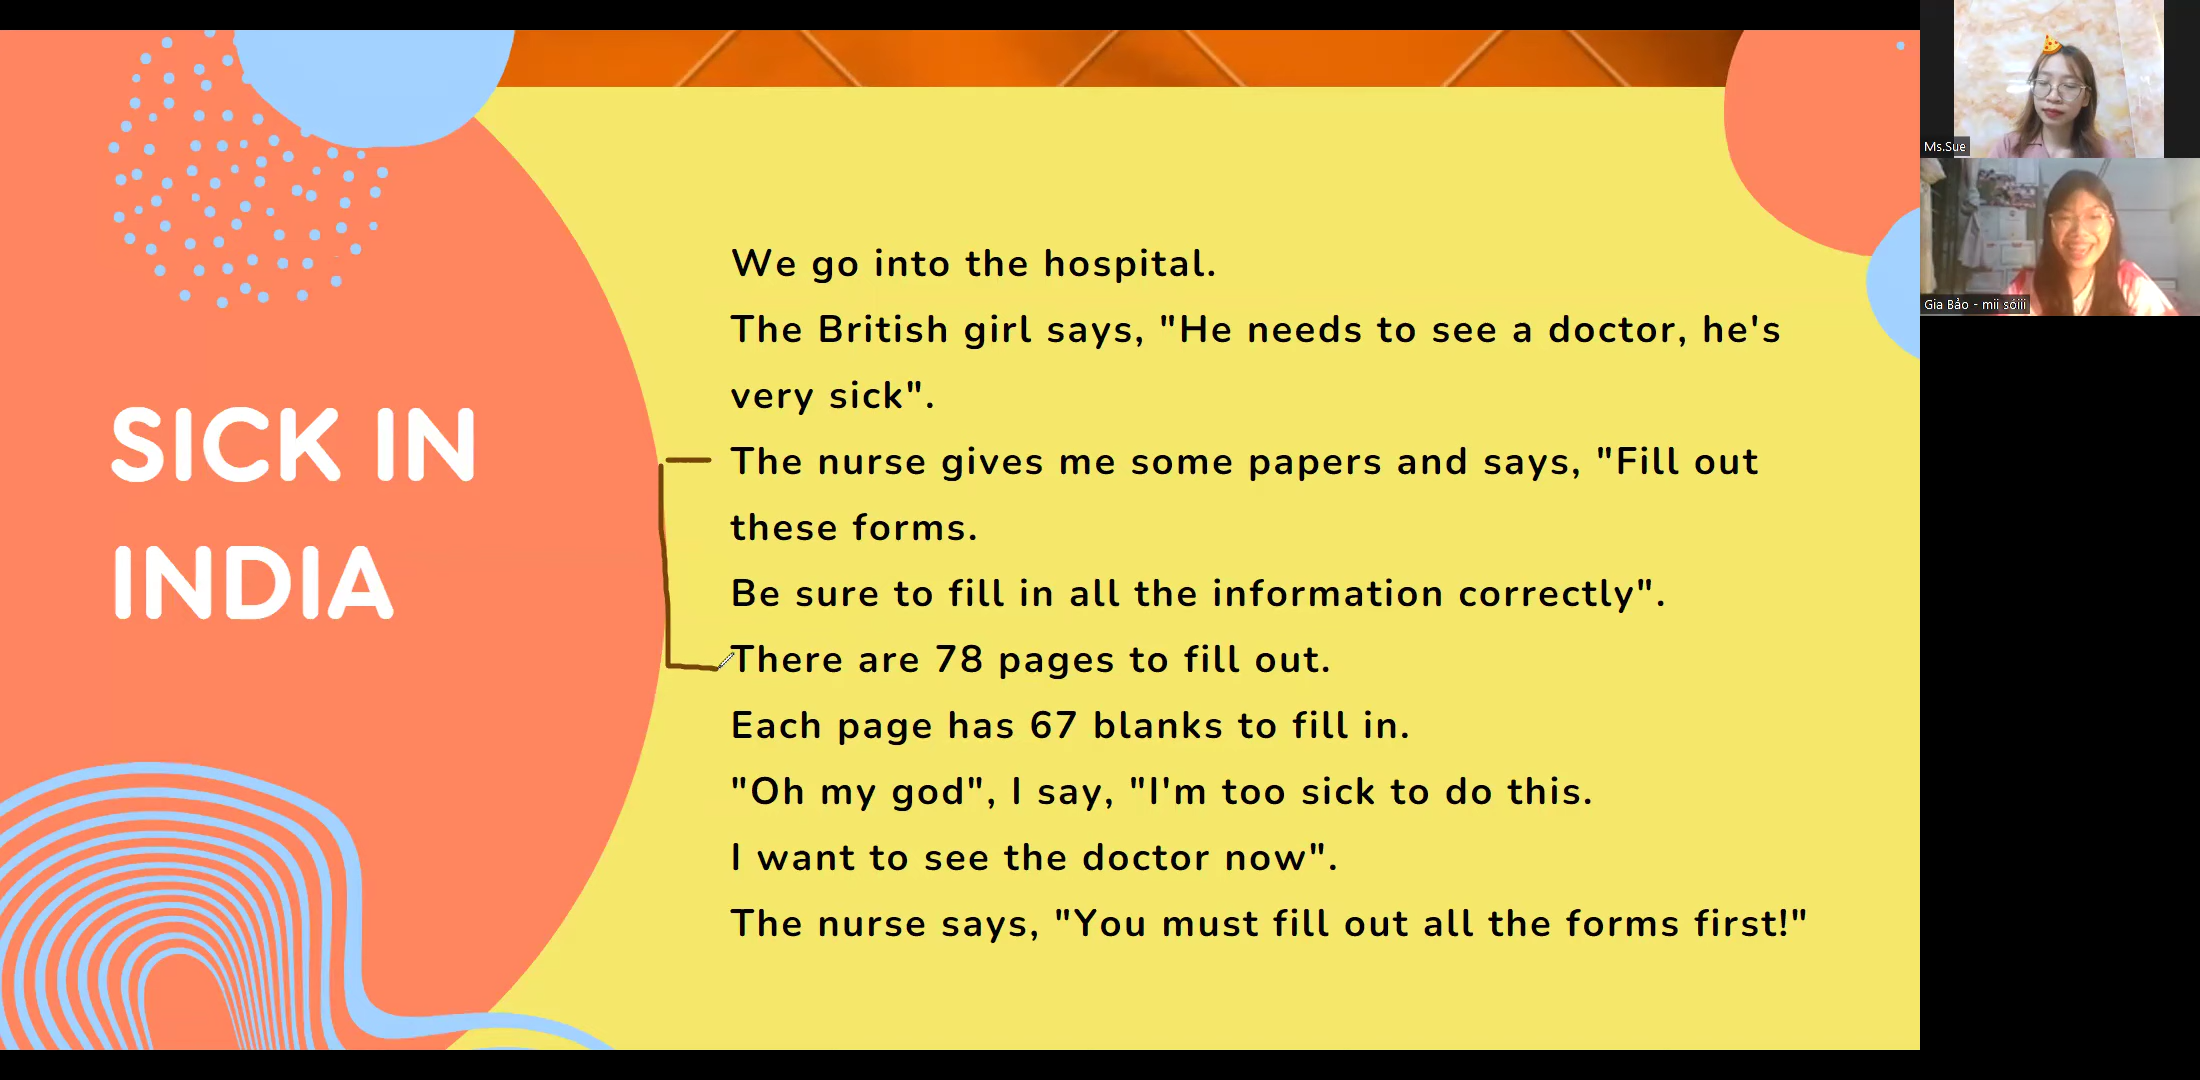 SICK IN
INDIA
We go into the hospital.
The British girl says, "He needs to see a doctor, he's
very sick".
The nurse gives me some papers and says, "Fill out
these forms.
Be sure to fill in all the information correctly".
There are 78 pages to fill out.
Each page has 67 blanks to fill in.
"Oh my god", I say, "I'm too sick to do this.
I want to see the doctor now".
The nurse says, "You must fill out all the forms first!"
Ms.Sue
Gia Bảo - mii sóiii